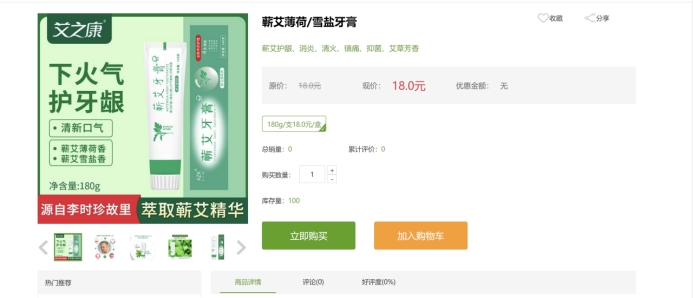 艾之康
下火气
护牙龈
·清新口气
·蕲艾薄荷香
·蕲艾雪盐香
净含量:180g
源自李时珍故里 萃取蕲艾精华
蕲艾牙膏
蕲艾牙膏
蕲艾薄荷/雪盐牙膏
收藏 分享
蕲艾护龈、消炎、清火、镇痛、抑菌、艾草芳香
原价: 18.0元 现价: 18.0元 优惠金额: 无
180g/支18.0元/盒
总销量: 0 累计评价: 0
购买数量: 1 + -
库存量: 100
立即购买 加入购物车
热门推荐 商品详情 评论(0) 好评度(0%)